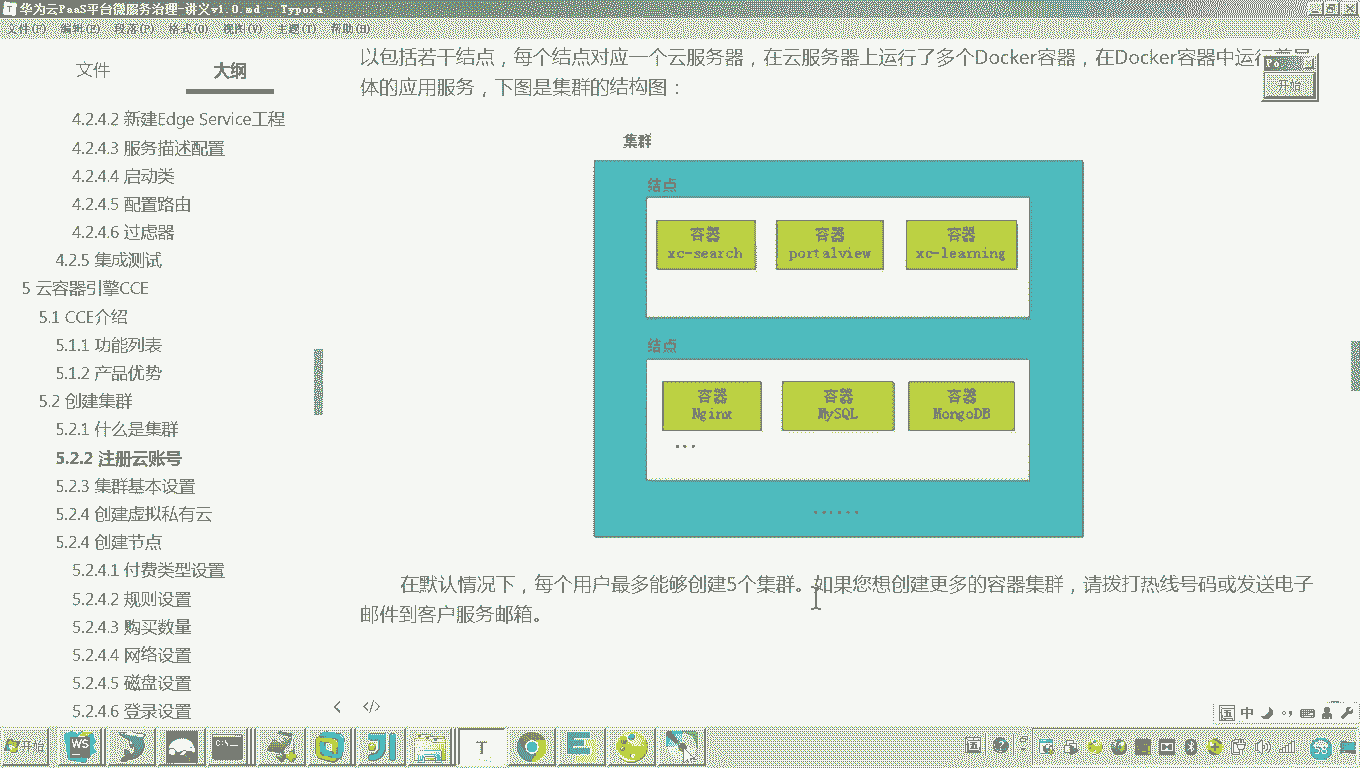 华为云PaaS平台微服务治理-讲义v1.0.md - Typora
文件(F) 编辑(E) 段落(P) 格式(O) 视图(V) 主题(T) 帮助(H)
文件
大纲
4.2.4.2 新建Edge Service工程
4.2.4.3 服务描述配置
4.2.4.4 启动类
4.2.4.5 配置路由
4.2.4.6 过虑器
4.2.5 集成测试
5 云容器引擎CCE
5.1 CCE介绍
5.1.1 功能列表
5.1.2 产品优势
5.2 创建集群
5.2.1 什么是集群
5.2.2 注册云账号
5.2.3 集群基本设置
5.2.4 创建虚拟私有云
5.2.4 创建节点
5.2.4.1 付费类型设置
5.2.4.2 规则设置
5.2.4.3 购买数量
5.2.4.4 网络设置
5.2.4.5 磁盘设置
5.2.4.6 登录设置
以包括若干结点，每个结点对应一个云服务器，在云服务器上运行了多个Docker容器，在Docker容器中运行
体的应用服务，下图是集群的结构图：
开始
集群
结点
容器
xc-search
容器
portalview
容器
xc-learning
结点
容器
Nginx
容器
MySQL
容器
MongoDB
...
......
在默认情况下，每个用户最多能够创建5个集群。如果您想创建更多的容器集群，请拨打热线号码或发送电子
邮件到客户服务邮箱。
< </>
中
开始
WS
C:\
T